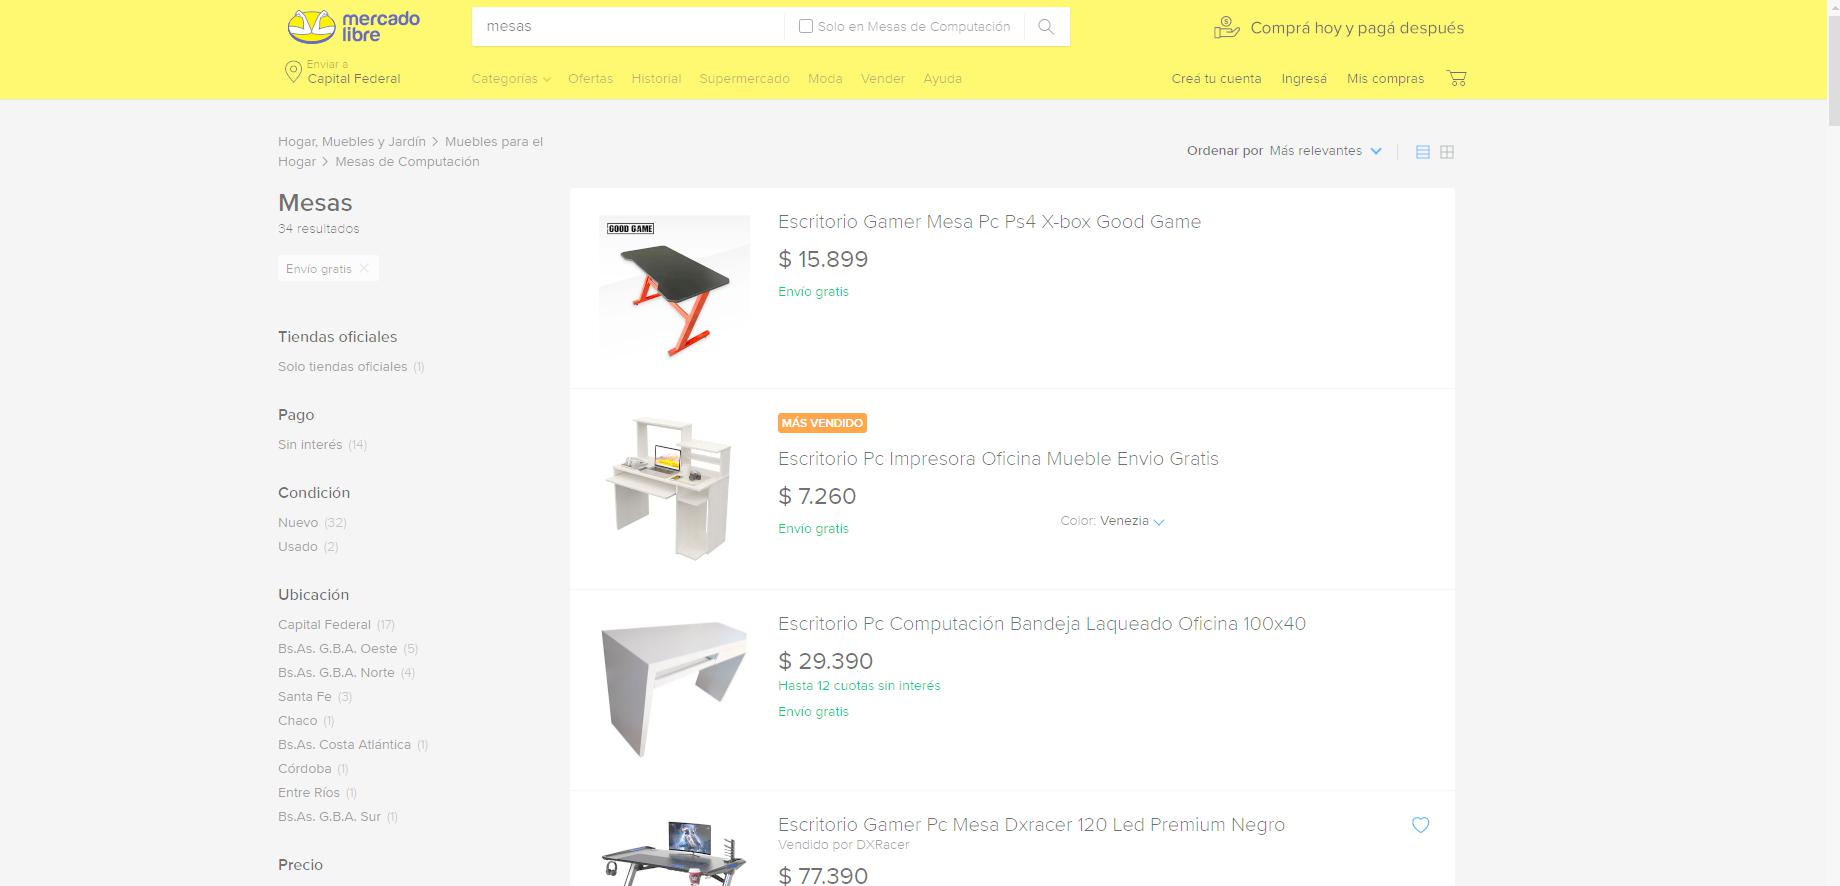 mercado
libre
mesas
Solo en Mesas de Computación
Comprá hoy y pagá después
Enviar a
Capital Federal
Categorías
Ofertas
Historial
Supermercado
Moda
Vender
Ayuda
Creá tu cuenta
Ingresá
Mis compras
Hogar, Muebles y Jardín > Muebles para el
Hogar > Mesas de Computación
Ordenar por Más relevantes
Mesas
34 resultados
Envío gratis
Tiendas oficiales
Solo tiendas oficiales (1)
Pago
Sin interés (14)
Condición
Nuevo (32)
Usado (2)
Ubicación
Capital Federal (17)
Bs.As. G.B.A. Oeste (5)
Bs.As. G.B.A. Norte (4)
Santa Fe (3)
Chaco (1)
Bs.As. Costa Atlántica (1)
Córdoba (1)
Entre Ríos (1)
Bs.As. G.B.A. Sur (1)
Precio
GOOD GAME
Escritorio Gamer Mesa Pc Ps4 X-box Good Game
$ 15.899
Envío gratis
MÁS VENDIDO
Escritorio Pc Impresora Oficina Mueble Envio Gratis
$ 7.260
Envío gratis
Color: Venezia
Escritorio Pc Computación Bandeja Laqueado Oficina 100x40
$ 29.390
Hasta 12 cuotas sin interés
Envío gratis
Escritorio Gamer Pc Mesa Dxracer 120 Led Premium Negro
Vendido por DXRacer
$ 77.390